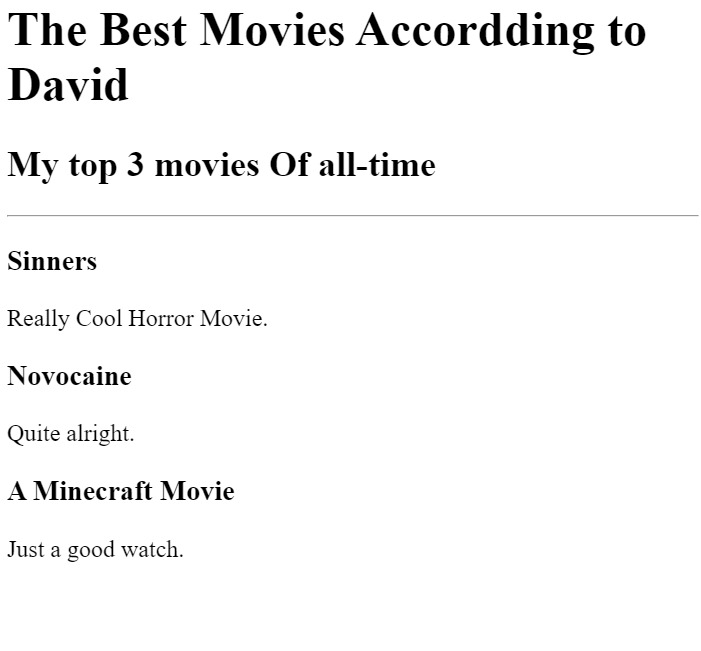 The Best Movies Accordding to
David
My top 3 movies Of all-time
Sinners
Really Cool Horror Movie.
Novocaine
Quite alright.
A Minecraft Movie
Just a good watch.